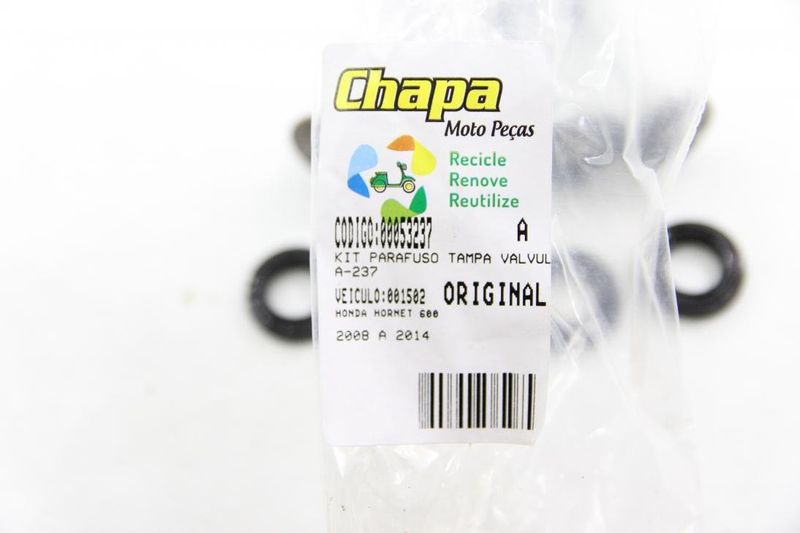 Chapa
Moto Peças
Recicle
Renove
Reutilize
CODIGO:00053237 A
KIT PARAFUSO TAMPA VALVUL
A-237
VEICULO:001502 ORIGINAL
HONDA HORNET 600
2008 A 2014